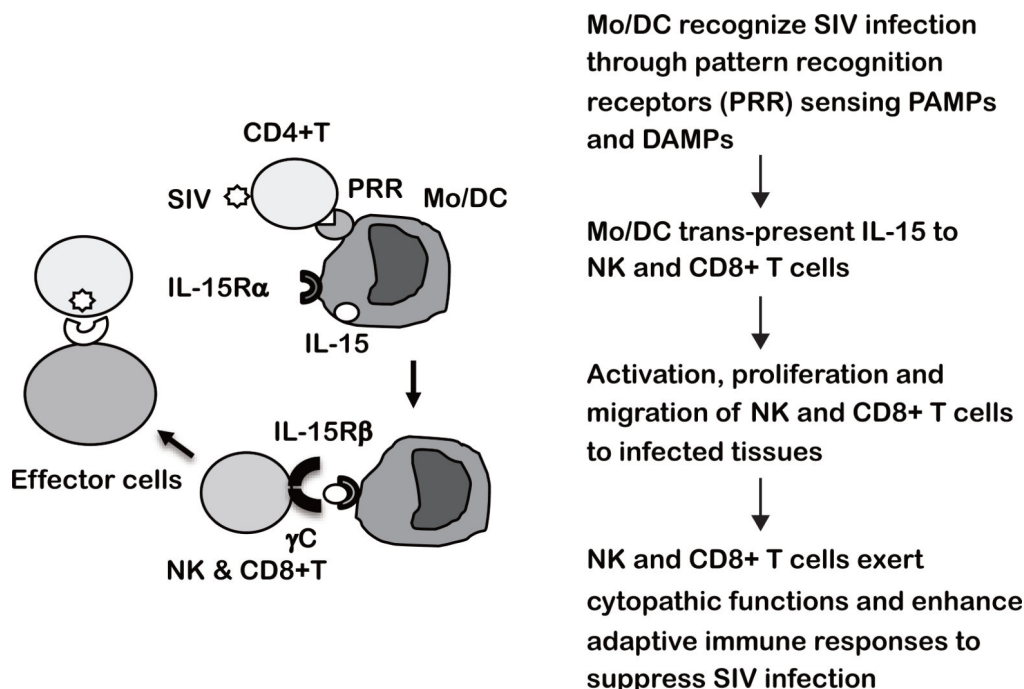 CD4+T
SIV
PRR
Mo/DC
IL-15Rα
IL-15
IL-15Rβ
Effector cells
γC
NK & CD8+T
Mo/DC recognize SIV infection
through pattern recognition
receptors (PRR) sensing PAMPs
and DAMPs
Mo/DC trans-present IL-15 to
NK and CD8+ T cells
Activation, proliferation and
migration of NK and CD8+ T cells
to infected tissues
NK and CD8+ T cells exert
cytopathic functions and enhance
adaptive immune responses to
suppress SIV infection